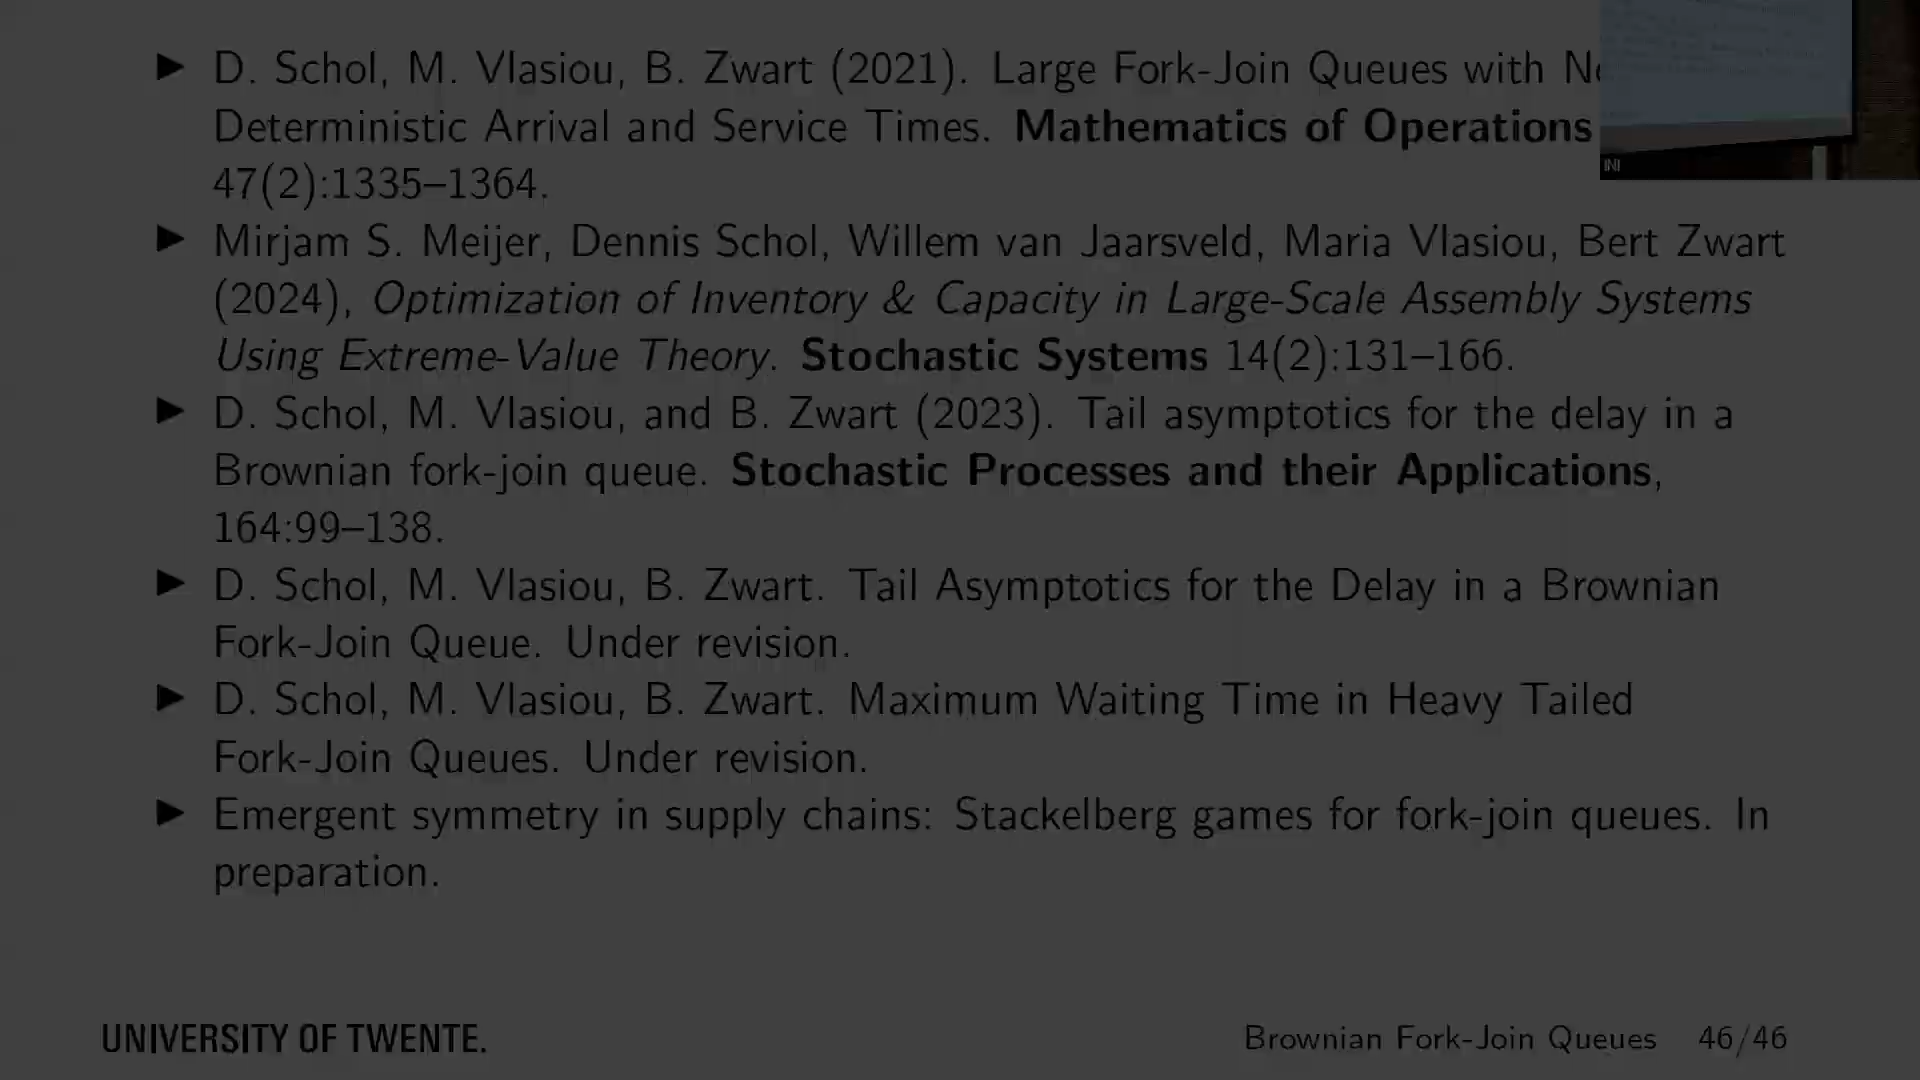 ► D. Schol, M. Vlasiou, B. Zwart (2021). Large Fork-Join Queues with
Deterministic Arrival and Service Times. Mathematics of Operations
47(2):1335–1364.
► Mirjam S. Meijer, Dennis Schol, Willem van Jaarsveld, Maria Vlasiou, Bert Zwart
(2024), Optimization of Inventory & Capacity in Large-Scale Assembly Systems
Using Extreme-Value Theory. Stochastic Systems 14(2):131–166.
► D. Schol, M. Vlasiou, and B. Zwart (2023). Tail asymptotics for the delay in a
Brownian fork-join queue. Stochastic Processes and their Applications,
164:99–138.
► D. Schol, M. Vlasiou, B. Zwart. Tail Asymptotics for the Delay in a Brownian
Fork-Join Queue. Under revision.
► D. Schol, M. Vlasiou, B. Zwart. Maximum Waiting Time in Heavy Tailed
Fork-Join Queues. Under revision.
► Emergent symmetry in supply chains: Stackelberg games for fork-join queues. In
preparation.
UNIVERSITY OF TWENTE.
Brownian Fork-Join Queues 46/46
INI